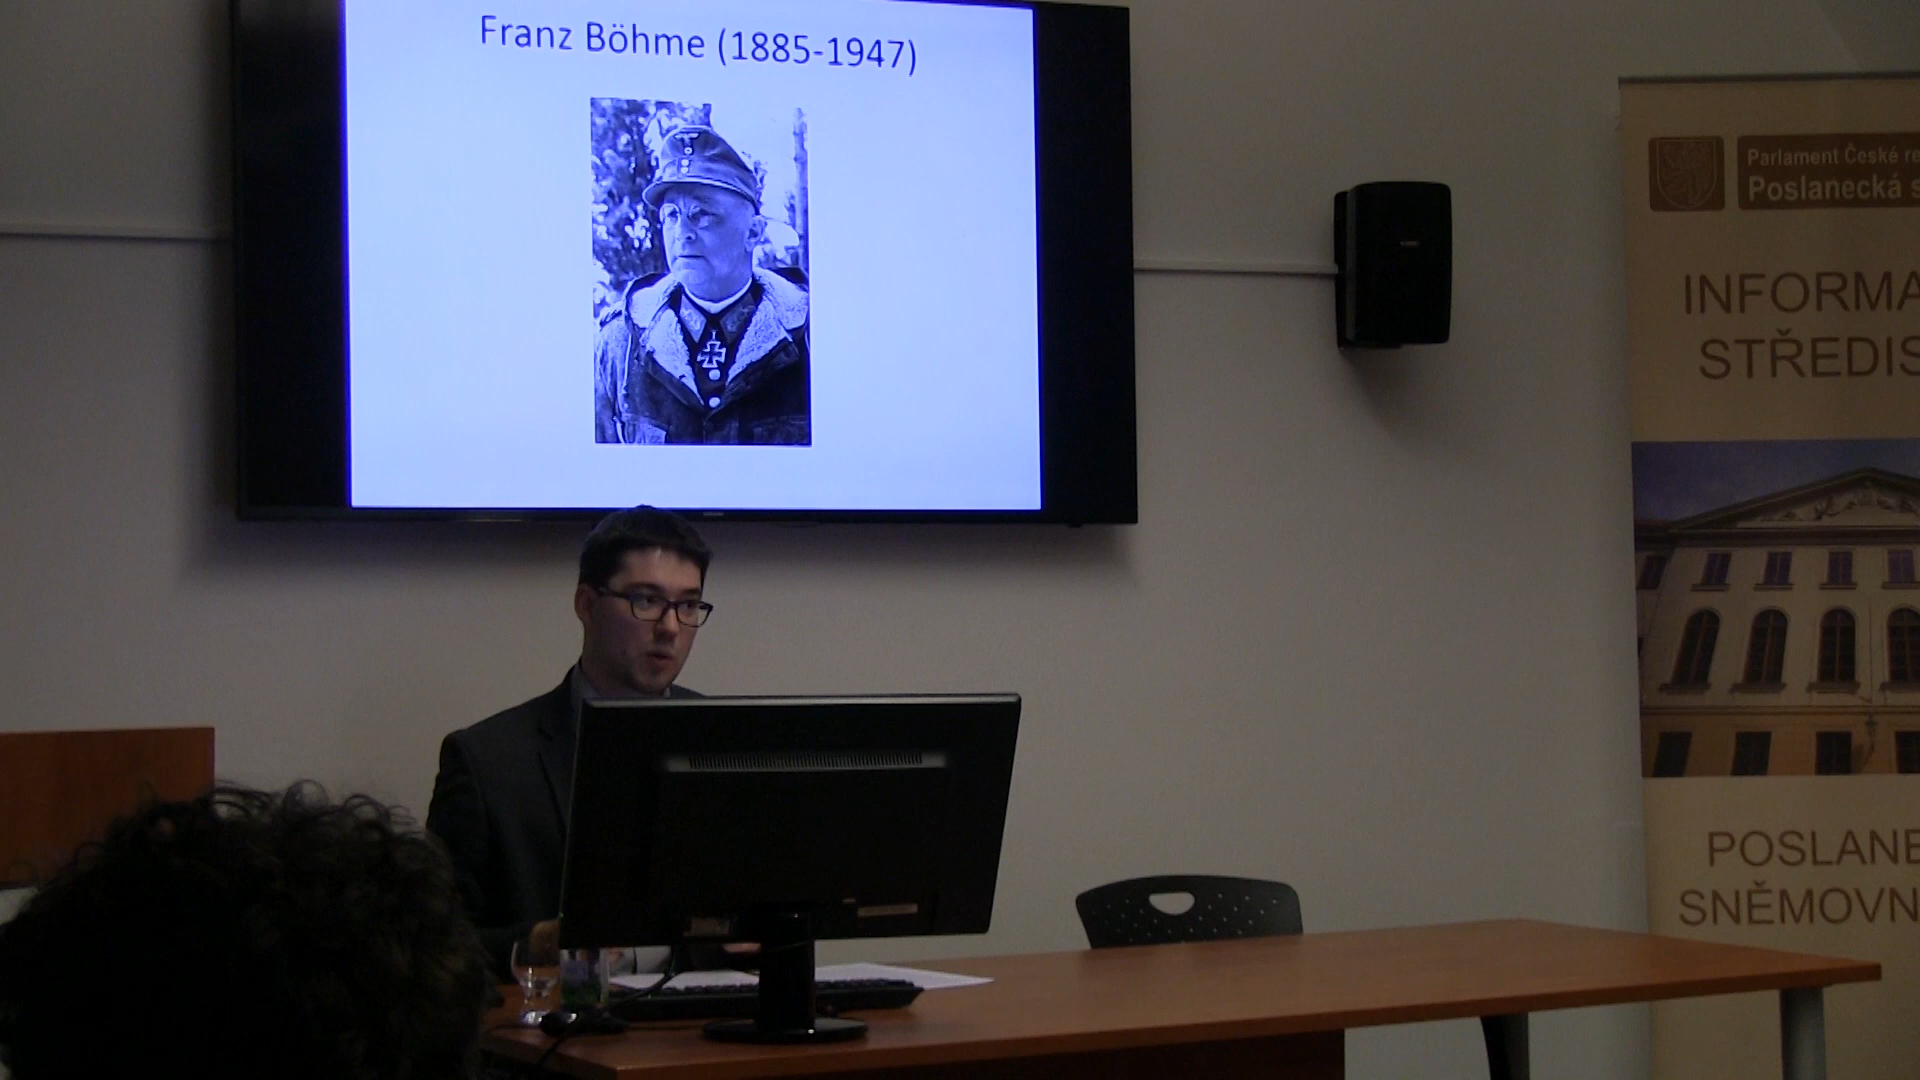 Franz Böhme (1885-1947)
Parlament České re
Poslanecká s
INFORMA
STŘEDIS
POSLANE
SNĚMOVN